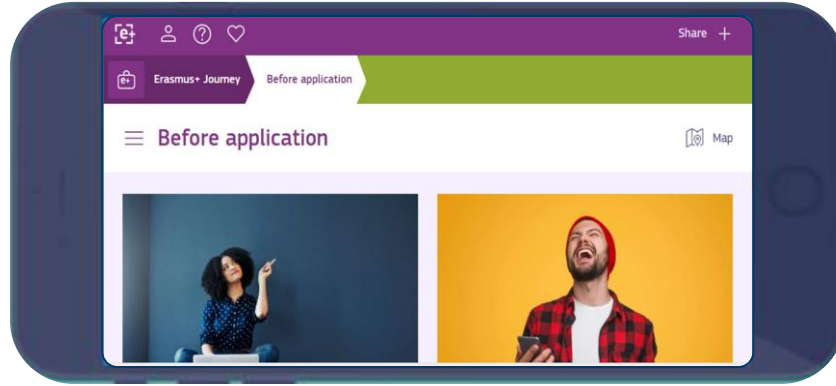 e+
Share +
e+ Erasmus+ Journey Before application
Before application
Map